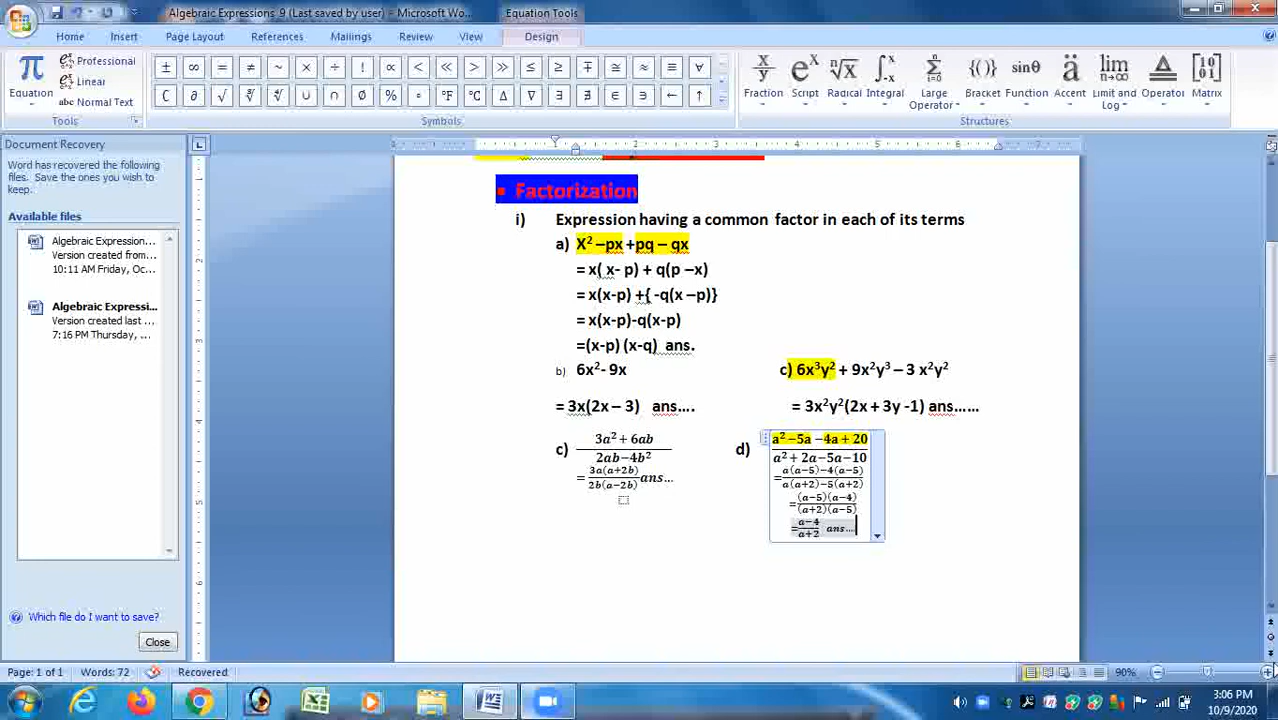 Algebraic Expressions 9 (Last saved by user) - Microsoft Wo...
Equation Tools
Home Insert Page Layout References Mailings Review View Design
π Equation
Professional
Linear
abc Normal Text
Tools
± ∞ = ≠ ~ × ÷ ! ∝ < ≪ > ≫ ≤ ≥ ∓ ≅ ≈ ≡ ∀
∁ ∂ √ ∛ ∜ ∪ ∩ ∅ % ° °F °C ∆ ∇ ∃ ∄ ∈ ∋ ← ↑
Symbols
Fraction Script Radical Integral Large Operator Bracket Function Accent Limit and Log Operator Matrix
Structures
Document Recovery
Word has recovered the following files. Save the ones you wish to keep.
Available files
Algebraic Expression...
Version created from...
10:11 AM Friday, Oc...
Algebraic Expressi...
Version created last ...
7:16 PM Thursday, ...
Which file do I want to save?
Close
1 2 3 4 5 6 7
▪ Factorization
i) Expression having a common factor in each of its terms
a) X² –px +pq – qx
= x( x- p) + q(p –x)
= x(x-p) +{ -q(x –p)}
= x(x-p)-q(x-p)
=(x-p) (x-q) ans.
b) 6x²- 9x c) 6x³y² + 9x²y³ – 3 x²y²
= 3x(2x – 3) ans.... = 3x²y²(2x + 3y -1) ans......
c) (3a² + 6ab)/(2ab–4b²) d) (a² –5a –4a + 20)/(a² + 2a–5a–10)
= (3a(a+2b))/(2b(a–2b)) ans... = (a(a–5)–4(a–5))/(a(a+2)–5(a+2))
= ((a–5)(a–4))/((a+2)(a–5))
= (a–4)/(a+2) ans...
Page: 1 of 1 Words: 72 Recovered 90%
3:06 PM
10/9/2020